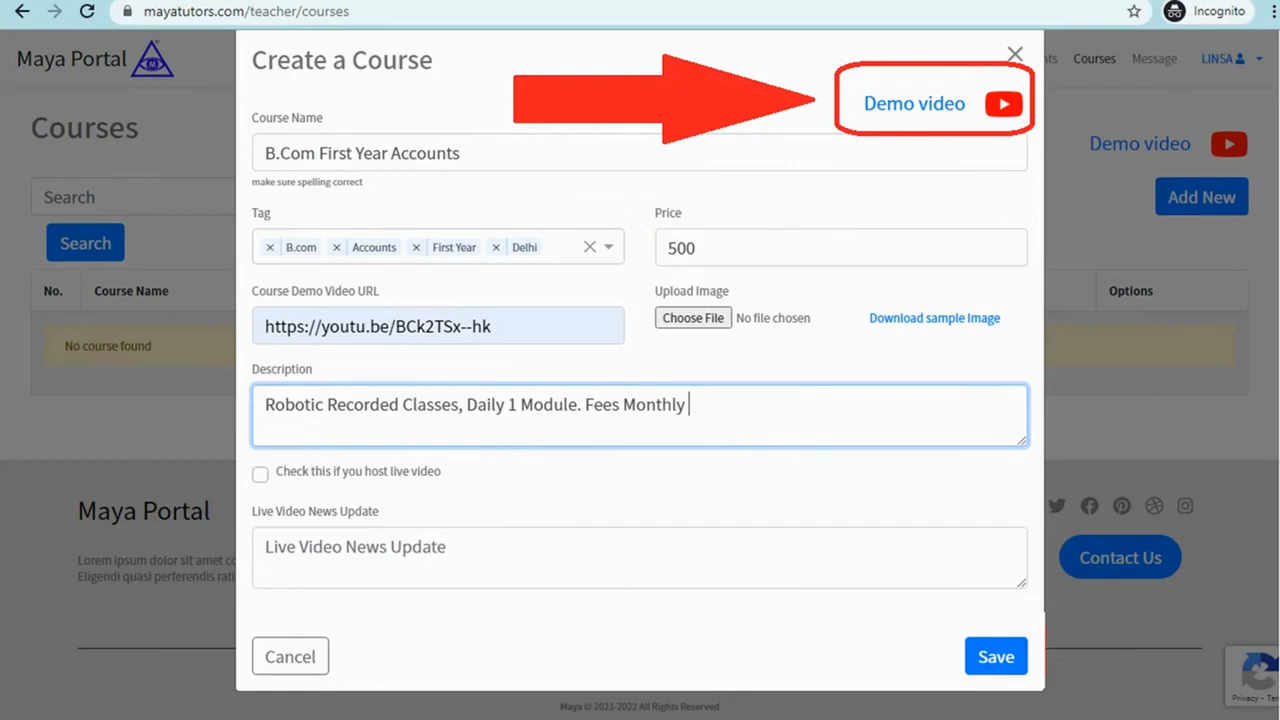 mayatutors.com/teacher/courses
Incognito
Maya Portal
Courses
Message
LINSA
Create a Course
Demo video
Courses
Demo video
Search
Add New
Search
No.
Course Name
Options
No course found
Course Name
B.Com First Year Accounts
make sure spelling correct
Tag
Price
× B.com × Accounts × First Year × Delhi
500
Course Demo Video URL
Upload Image
https://youtu.be/BCk2TSx--hk
Choose File No file chosen
Download sample Image
Description
Robotic Recorded Classes, Daily 1 Module. Fees Monthly
Check this if you host live video
Live Video News Update
Live Video News Update
Cancel
Save
Maya Portal
Lorem ipsum dolor sit amet
Eligendi quasi perferendis
Contact Us
Maya © 2021-2022 All Rights Reserved
Privacy